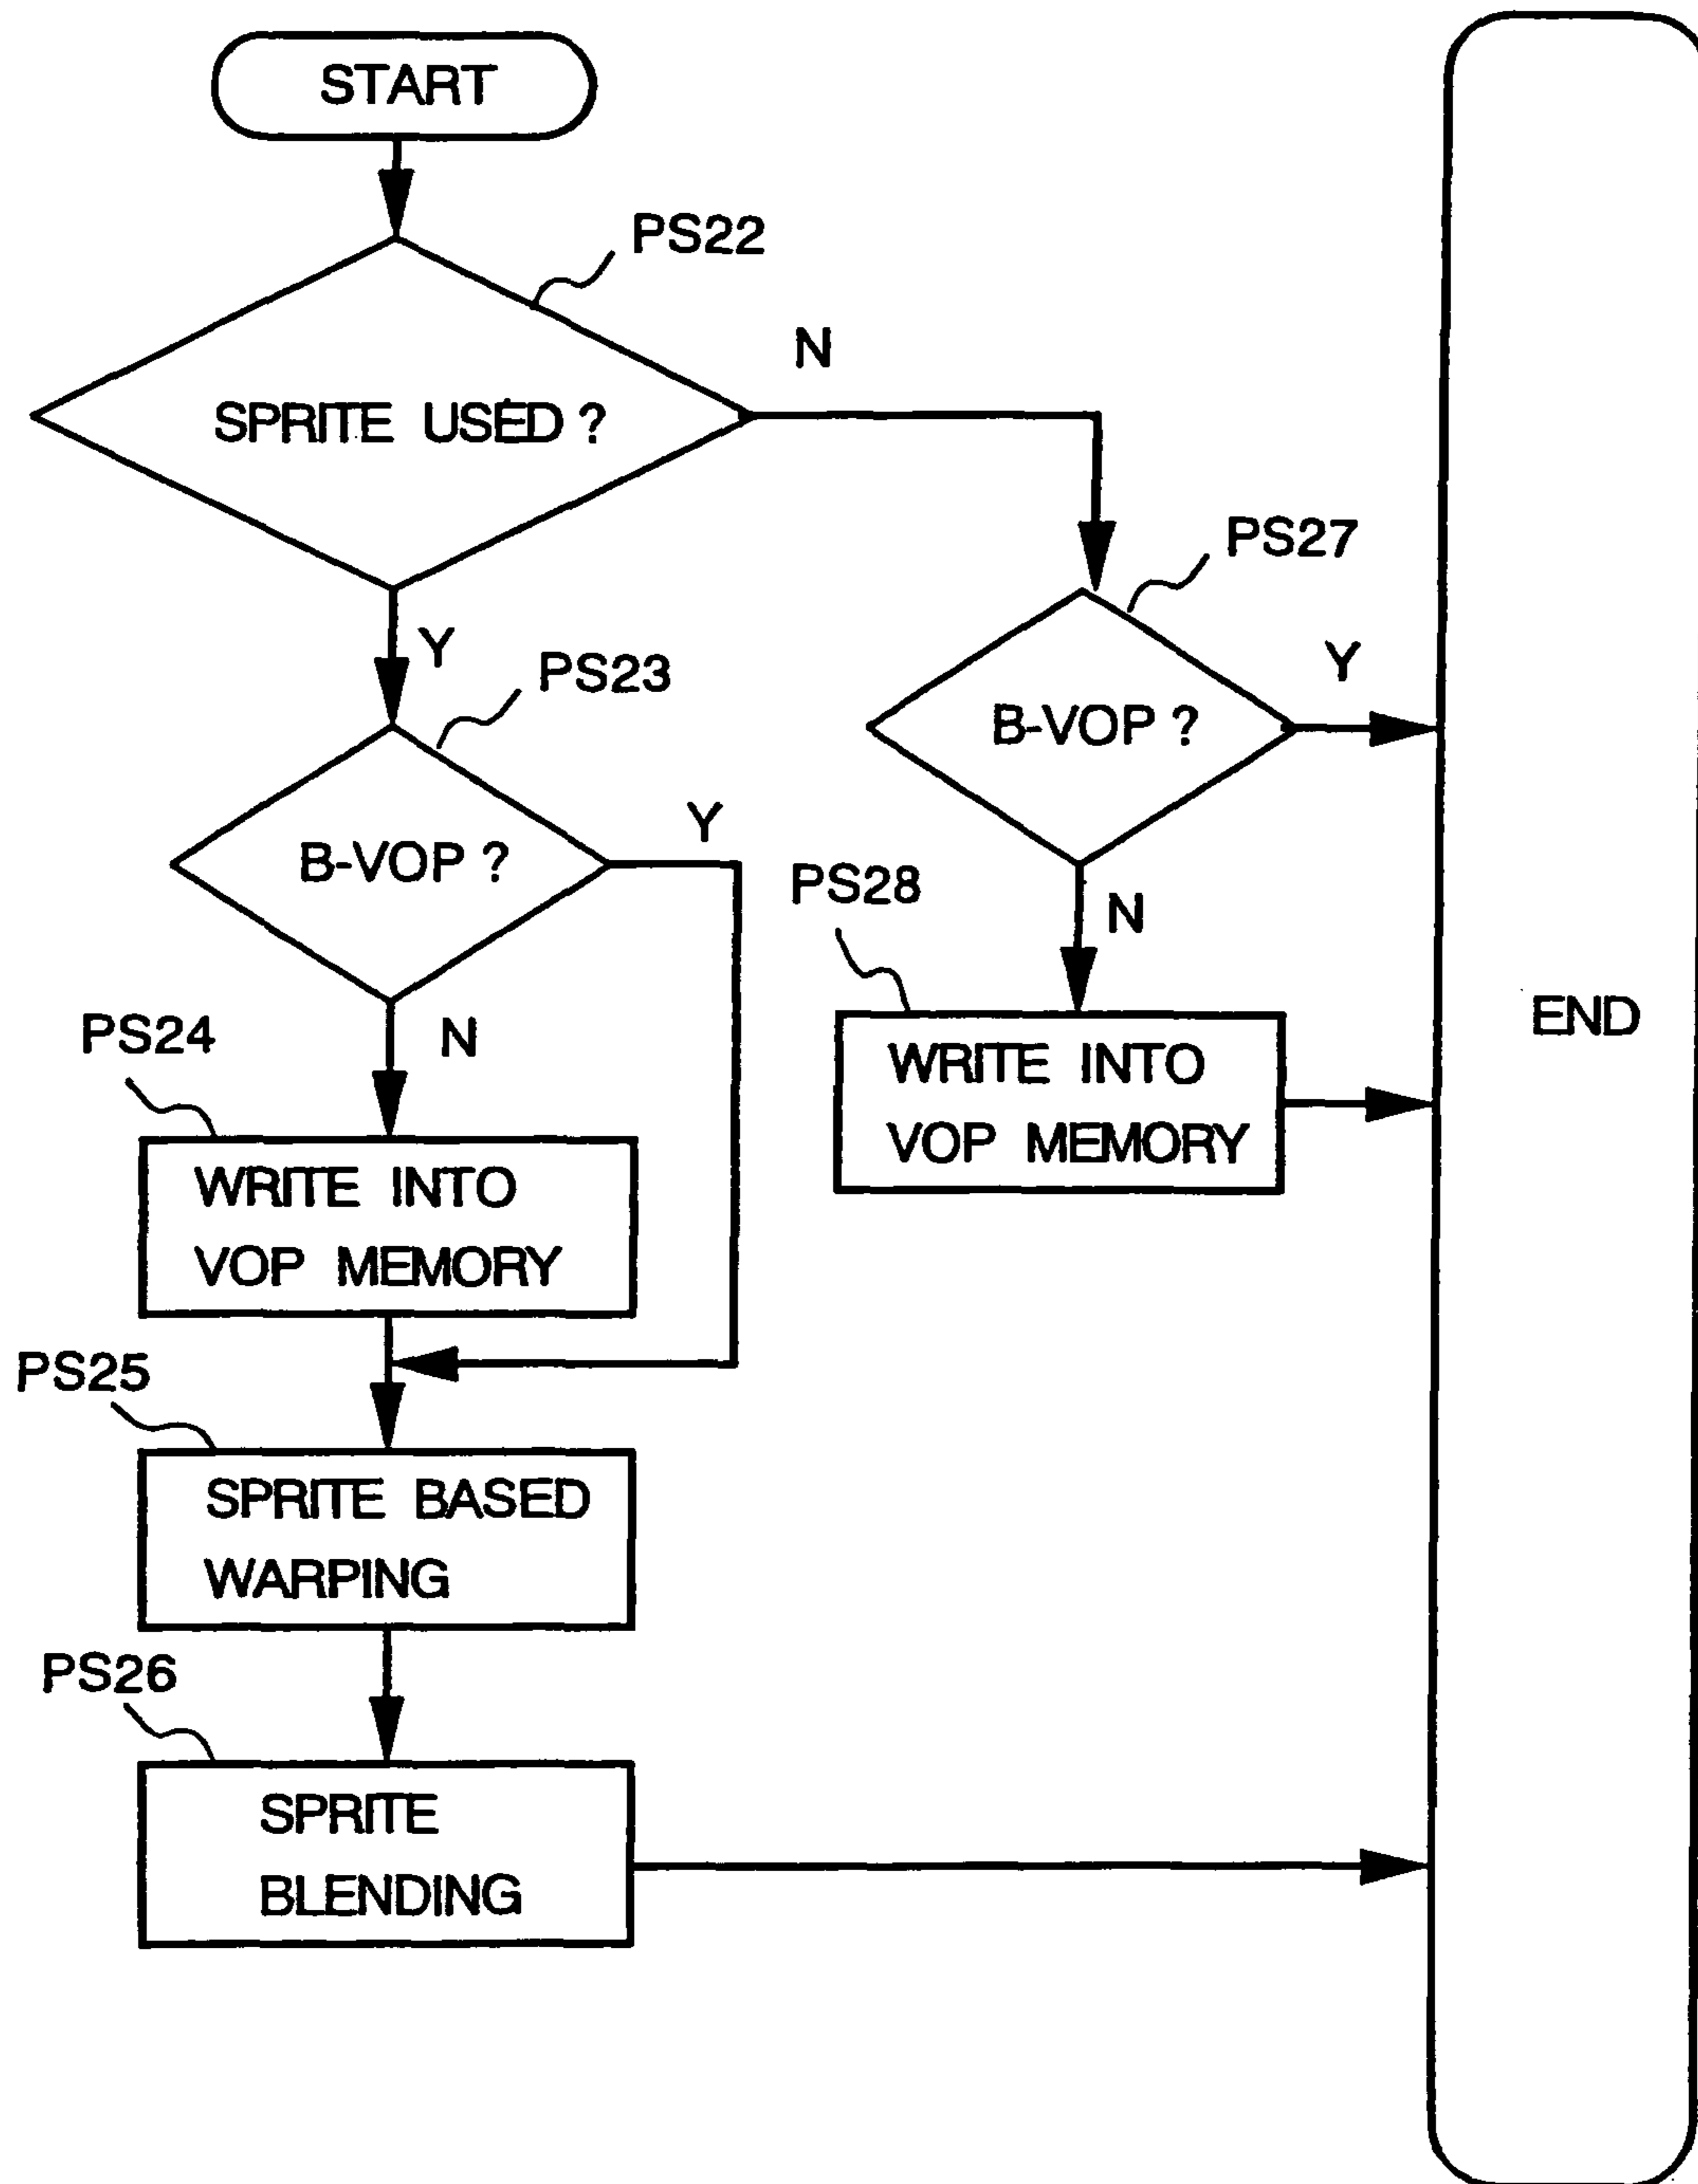 START
PS22
N
SPRITE USED ?
PS27
Y
PS23
Y
B-VOP ?
Y
B-VOP ?
PS28
N
PS24
N
END
WRITE INTO
VOP MEMORY
WRITE INTO
VOP MEMORY
PS25
SPRITE BASED
WARPING
PS26
SPRITE
BLENDING